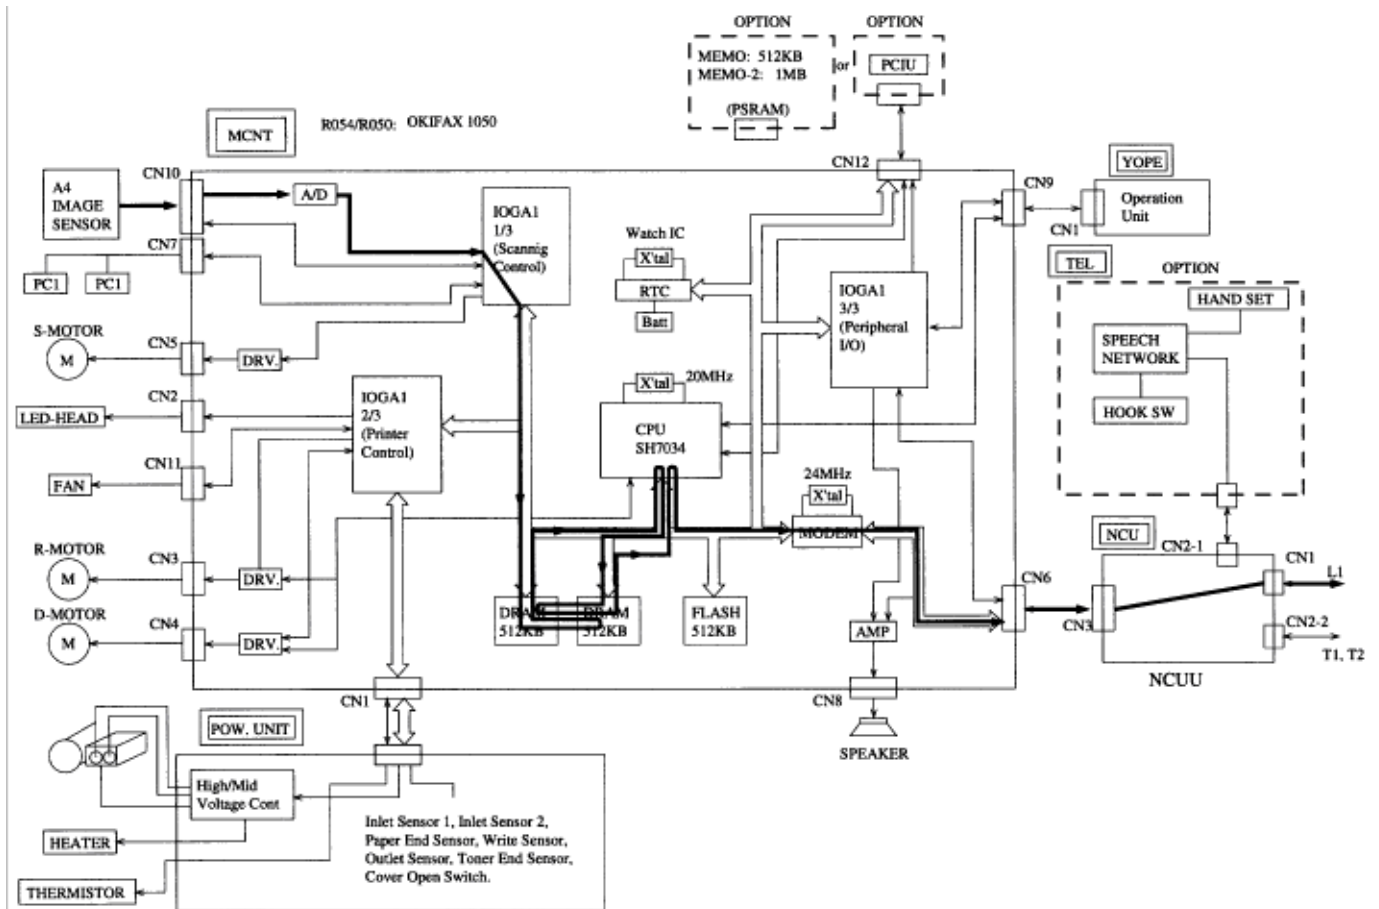 OPTION
OPTION
MEMO: 512KB
MEMO-2: 1MB
(PSRAM)
or
PCIU
MCNT
R054/R050: OKIFAX 1050
CN12
YOPE
A4
IMAGE
SENSOR
CN10
A/D
IOGA1
1/3
(Scannig
Control)
CN9
Operation
Unit
CN1
CN7
PC1
PC1
Watch IC
X'tal
RTC
Batt
TEL
OPTION
HAND SET
IOGA1
3/3
(Peripheral
I/O)
SPEECH
NETWORK
HOOK SW
S-MOTOR
M
CN5
DRV.
CN2
LED-HEAD
IOGA1
2/3
(Printer
Control)
X'tal
20MHz
CPU
SH7034
CN11
FAN
24MHz
X'tal
MODEM
NCU
CN2-1
CN1
L1
R-MOTOR
M
CN3
DRV.
CN6
CN3
D-MOTOR
M
CN4
DRV.
DRAM
512KB
DRAM
512KB
FLASH
512KB
AMP
CN2-2
T1, T2
NCUU
CN1
CN8
SPEAKER
POW. UNIT
High/Mid
Voltage Cont
Inlet Sensor 1, Inlet Sensor 2,
Paper End Sensor, Write Sensor,
Outlet Sensor, Toner End Sensor,
Cover Open Switch.
HEATER
THERMISTOR